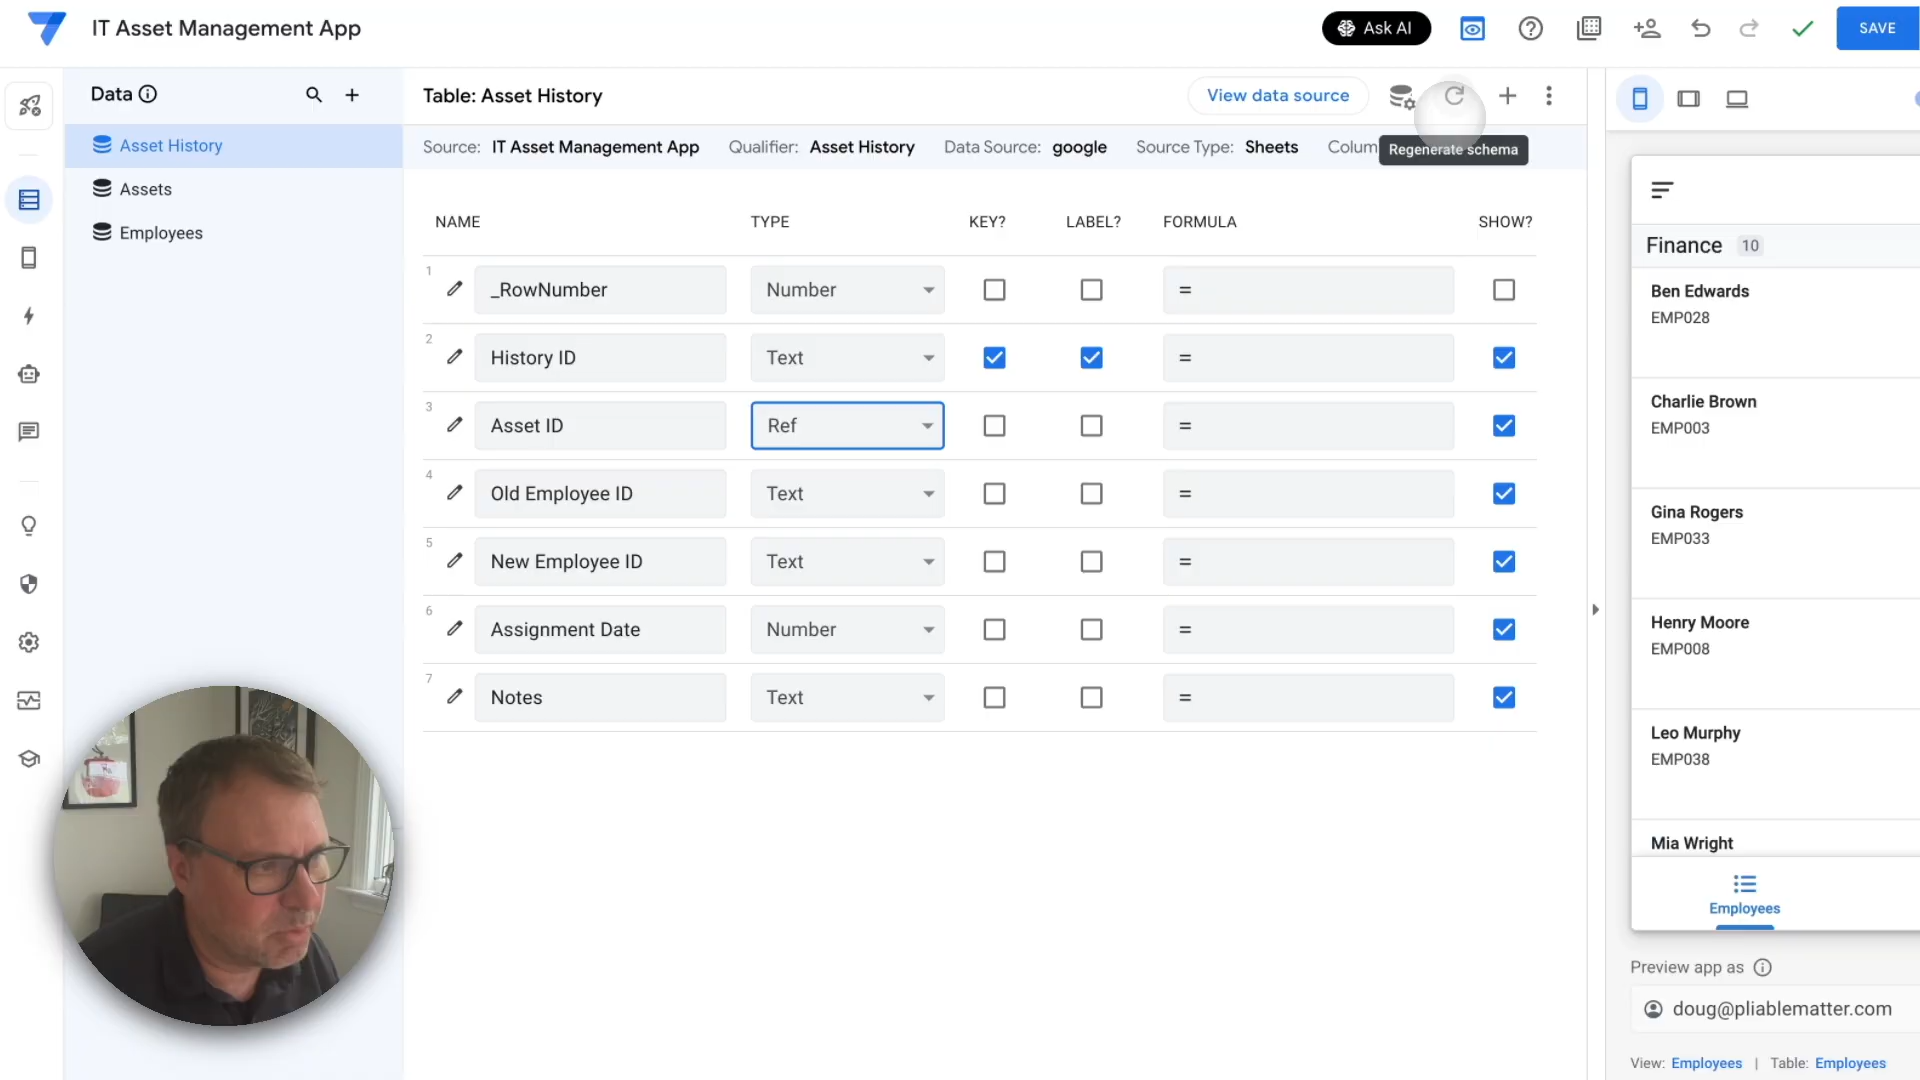 IT Asset Management App
Ask AI
SAVE
Data
Table: Asset History
View data source
Asset History
Assets
Employees
Source: IT Asset Management App Qualifier: Asset History Data Source: google Source Type: Sheets Colum
Regenerate schema
NAME TYPE KEY? LABEL? FORMULA SHOW?
1 _RowNumber Number =
2 History ID Text =
3 Asset ID Ref =
4 Old Employee ID Text =
5 New Employee ID Text =
6 Assignment Date Number =
7 Notes Text =
Finance 10
Ben Edwards
EMP028
Charlie Brown
EMP003
Gina Rogers
EMP033
Henry Moore
EMP008
Leo Murphy
EMP038
Mia Wright
Employees
Preview app as
doug@pliablematter.com
View: Employees | Table: Employees